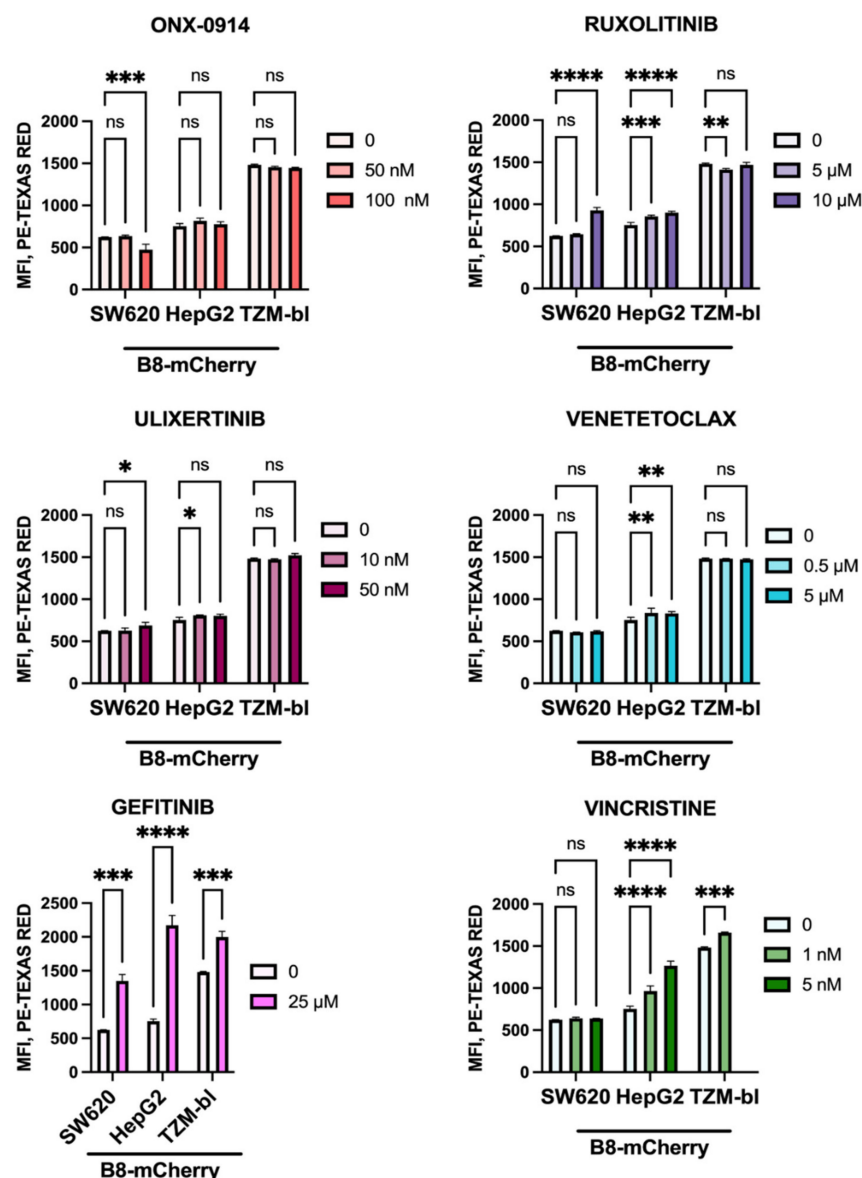 ONX-0914
*** ns ns
ns ns ns
MFI, PE-TEXAS RED
2000
1500
1000
500
0
0
50 nM
100 nM
SW620 HepG2 TZM-bl
B8-mCherry
RUXOLITINIB
**** **** ns
ns *** **
MFI, PE-TEXAS RED
2000
1500
1000
500
0
0
5 µM
10 µM
SW620 HepG2 TZM-bl
B8-mCherry
ULIXERTINIB
* ns ns
ns * ns
MFI, PE-TEXAS RED
2000
1500
1000
500
0
0
10 nM
50 nM
SW620 HepG2 TZM-bl
B8-mCherry
VENETETOCLAX
ns ** ns
ns ** ns
MFI, PE-TEXAS RED
2000
1500
1000
500
0
0
0.5 µM
5 µM
SW620 HepG2 TZM-bl
B8-mCherry
GEFITINIB
****
*** ***
MFI, PE-TEXAS RED
2500
2000
1500
1000
500
0
0
25 µM
SW620 HepG2 TZM-bl
B8-mCherry
VINCRISTINE
ns ****
ns **** ***
MFI, PE-TEXAS RED
2000
1500
1000
500
0
0
1 nM
5 nM
SW620 HepG2 TZM-bl
B8-mCherry